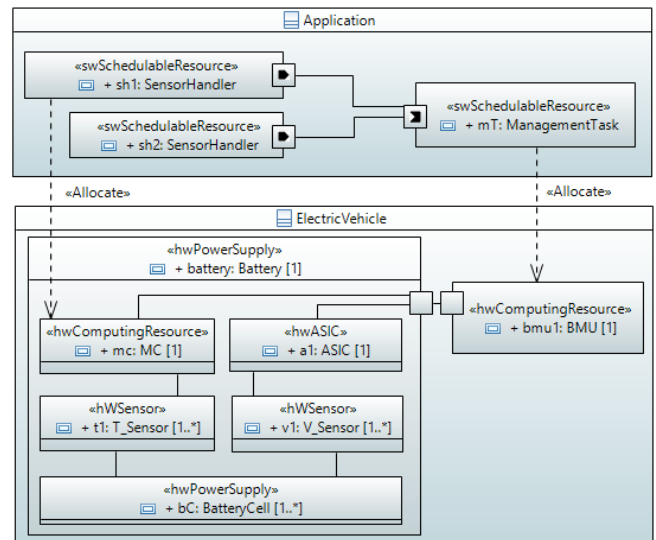 Application
«swSchedulableResource»
+ sh1: SensorHandler
«swSchedulableResource»
+ mT: ManagementTask
«swSchedulableResource»
+ sh2: SensorHandler
«Allocate»
«Allocate»
ElectricVehicle
«hwPowerSupply»
+ battery: Battery [1]
«hwComputingResource»
+ bmu1: BMU [1]
«hwComputingResource»
+ mc: MC [1]
«hwASIC»
+ a1: ASIC [1]
«hWSensor»
+ t1: T_Sensor [1..*]
«hWSensor»
+ v1: V_Sensor [1..*]
«hwPowerSupply»
+ bC: BatteryCell [1..*]